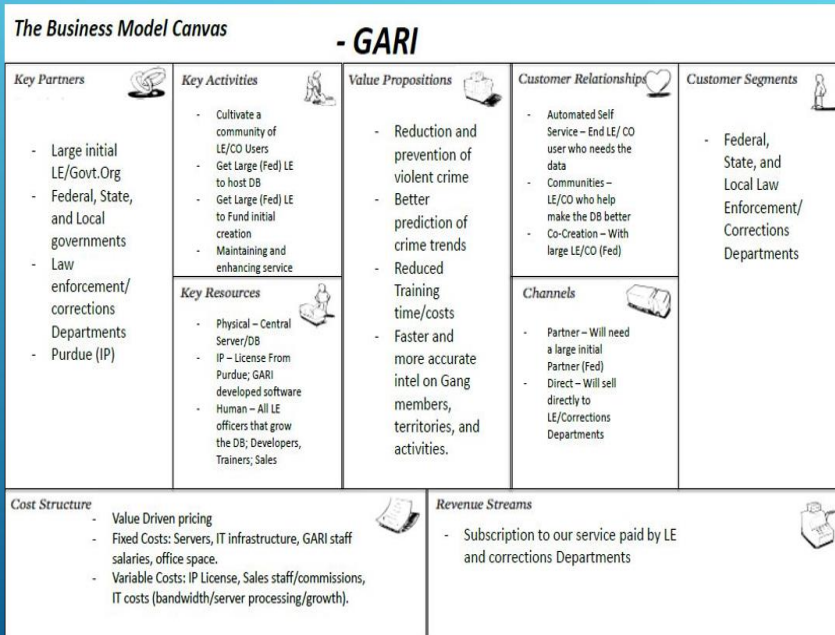 The Business Model Canvas
- GARI
Key Partners
- Large initial
LE/Govt.Org
- Federal, State,
and Local
governments
- Law
enforcement/
corrections
Departments
- Purdue (IP)
Key Activities
- Cultivate a
community of
LE/CO Users
- Get Large (Fed) LE
to host DB
- Get Large (Fed) LE
to Fund initial
creation
- Maintaining and
enhancing service
Key Resources
- Physical – Central
Server/DB
- IP – License From
Purdue; GARI
developed software
- Human – All LE
officers that grow
the DB; Developers,
Trainers; Sales
Value Propositions
- Reduction and
prevention of
violent crime
- Better
prediction of
crime trends
- Reduced
Training
time/costs
- Faster and
more accurate
intel on Gang
members,
territories, and
activities.
Customer Relationships
- Automated Self
Service – End LE/ CO
user who needs the
data
- Communities –
LE/CO who help
make the DB better
- Co-Creation – With
large LE/CO (Fed)
Channels
- Partner – Will need
a large initial
Partner (Fed)
- Direct – Will sell
directly to
LE/Corrections
Departments
Customer Segments
- Federal,
State, and
Local Law
Enforcement/
Corrections
Departments
Cost Structure
- Value Driven pricing
- Fixed Costs: Servers, IT infrastructure, GARI staff
salaries, office space.
- Variable Costs: IP License, Sales staff/commissions,
IT costs (bandwidth/server processing/growth).
Revenue Streams
- Subscription to our service paid by LE
and corrections Departments